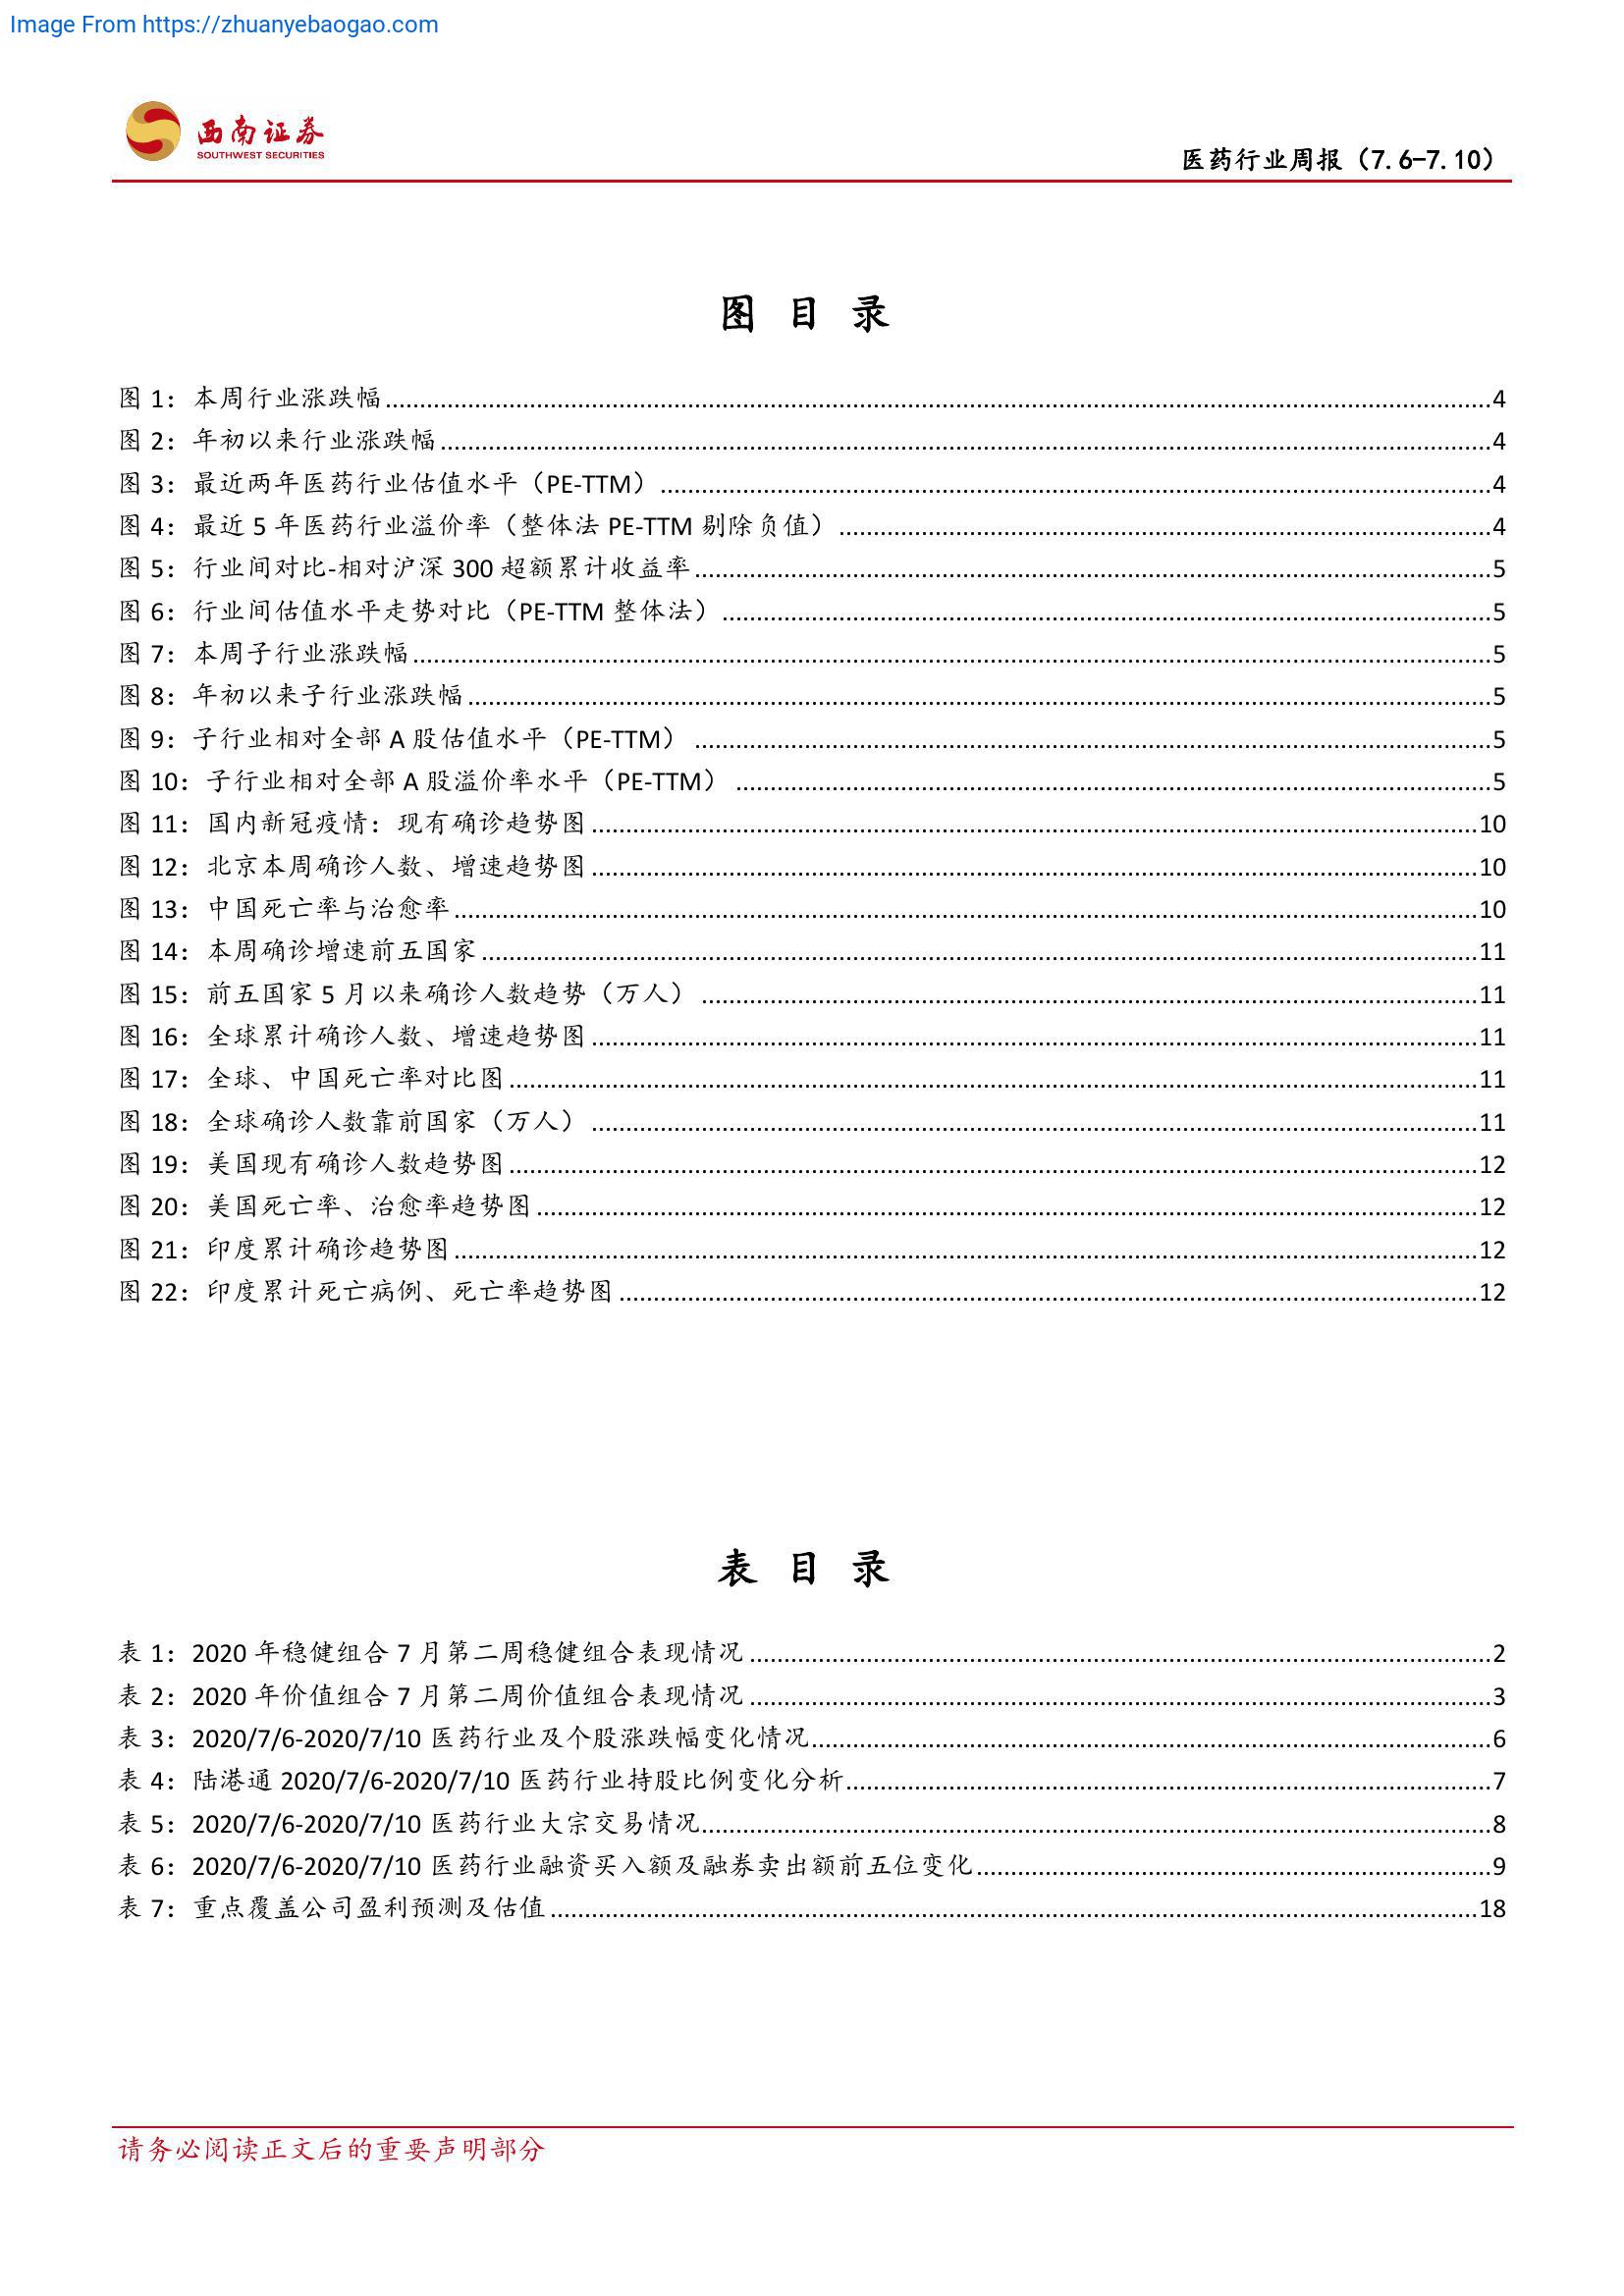 Image From https://zhuanyebaogao.com
西南证券
SOUTHWEST SECURITIES
医药行业周报（7.6-7.10）
图 目 录
图 1：本周行业涨跌幅 4
图 2：年初以来行业涨跌幅 4
图 3：最近两年医药行业估值水平（PE-TTM） 4
图 4：最近 5 年医药行业溢价率（整体法 PE-TTM 剔除负值） 4
图 5：行业间对比-相对沪深 300 超额累计收益率 5
图 6：行业间估值水平走势对比（PE-TTM 整体法） 5
图 7：本周子行业涨跌幅 5
图 8：年初以来子行业涨跌幅 5
图 9：子行业相对全部 A 股估值水平（PE-TTM） 5
图 10：子行业相对全部 A 股溢价率水平（PE-TTM） 5
图 11：国内新冠疫情：现有确诊趋势图 10
图 12：北京本周确诊人数、增速趋势图 10
图 13：中国死亡率与治愈率 10
图 14：本周确诊增速前五国家 11
图 15：前五国家 5 月以来确诊人数趋势（万人） 11
图 16：全球累计确诊人数、增速趋势图 11
图 17：全球、中国死亡率对比图 11
图 18：全球确诊人数靠前国家（万人） 11
图 19：美国现有确诊人数趋势图 12
图 20：美国死亡率、治愈率趋势图 12
图 21：印度累计确诊趋势图 12
图 22：印度累计死亡病例、死亡率趋势图 12
表 目 录
表 1：2020 年稳健组合 7 月第二周稳健组合表现情况 2
表 2：2020 年价值组合 7 月第二周价值组合表现情况 3
表 3：2020/7/6-2020/7/10 医药行业及个股涨跌幅变化情况 6
表 4：陆港通 2020/7/6-2020/7/10 医药行业持股比例变化分析 7
表 5：2020/7/6-2020/7/10 医药行业大宗交易情况 8
表 6：2020/7/6-2020/7/10 医药行业融资买入额及融券卖出额前五位变化 9
表 7：重点覆盖公司盈利预测及估值 18
请务必阅读正文后的重要声明部分